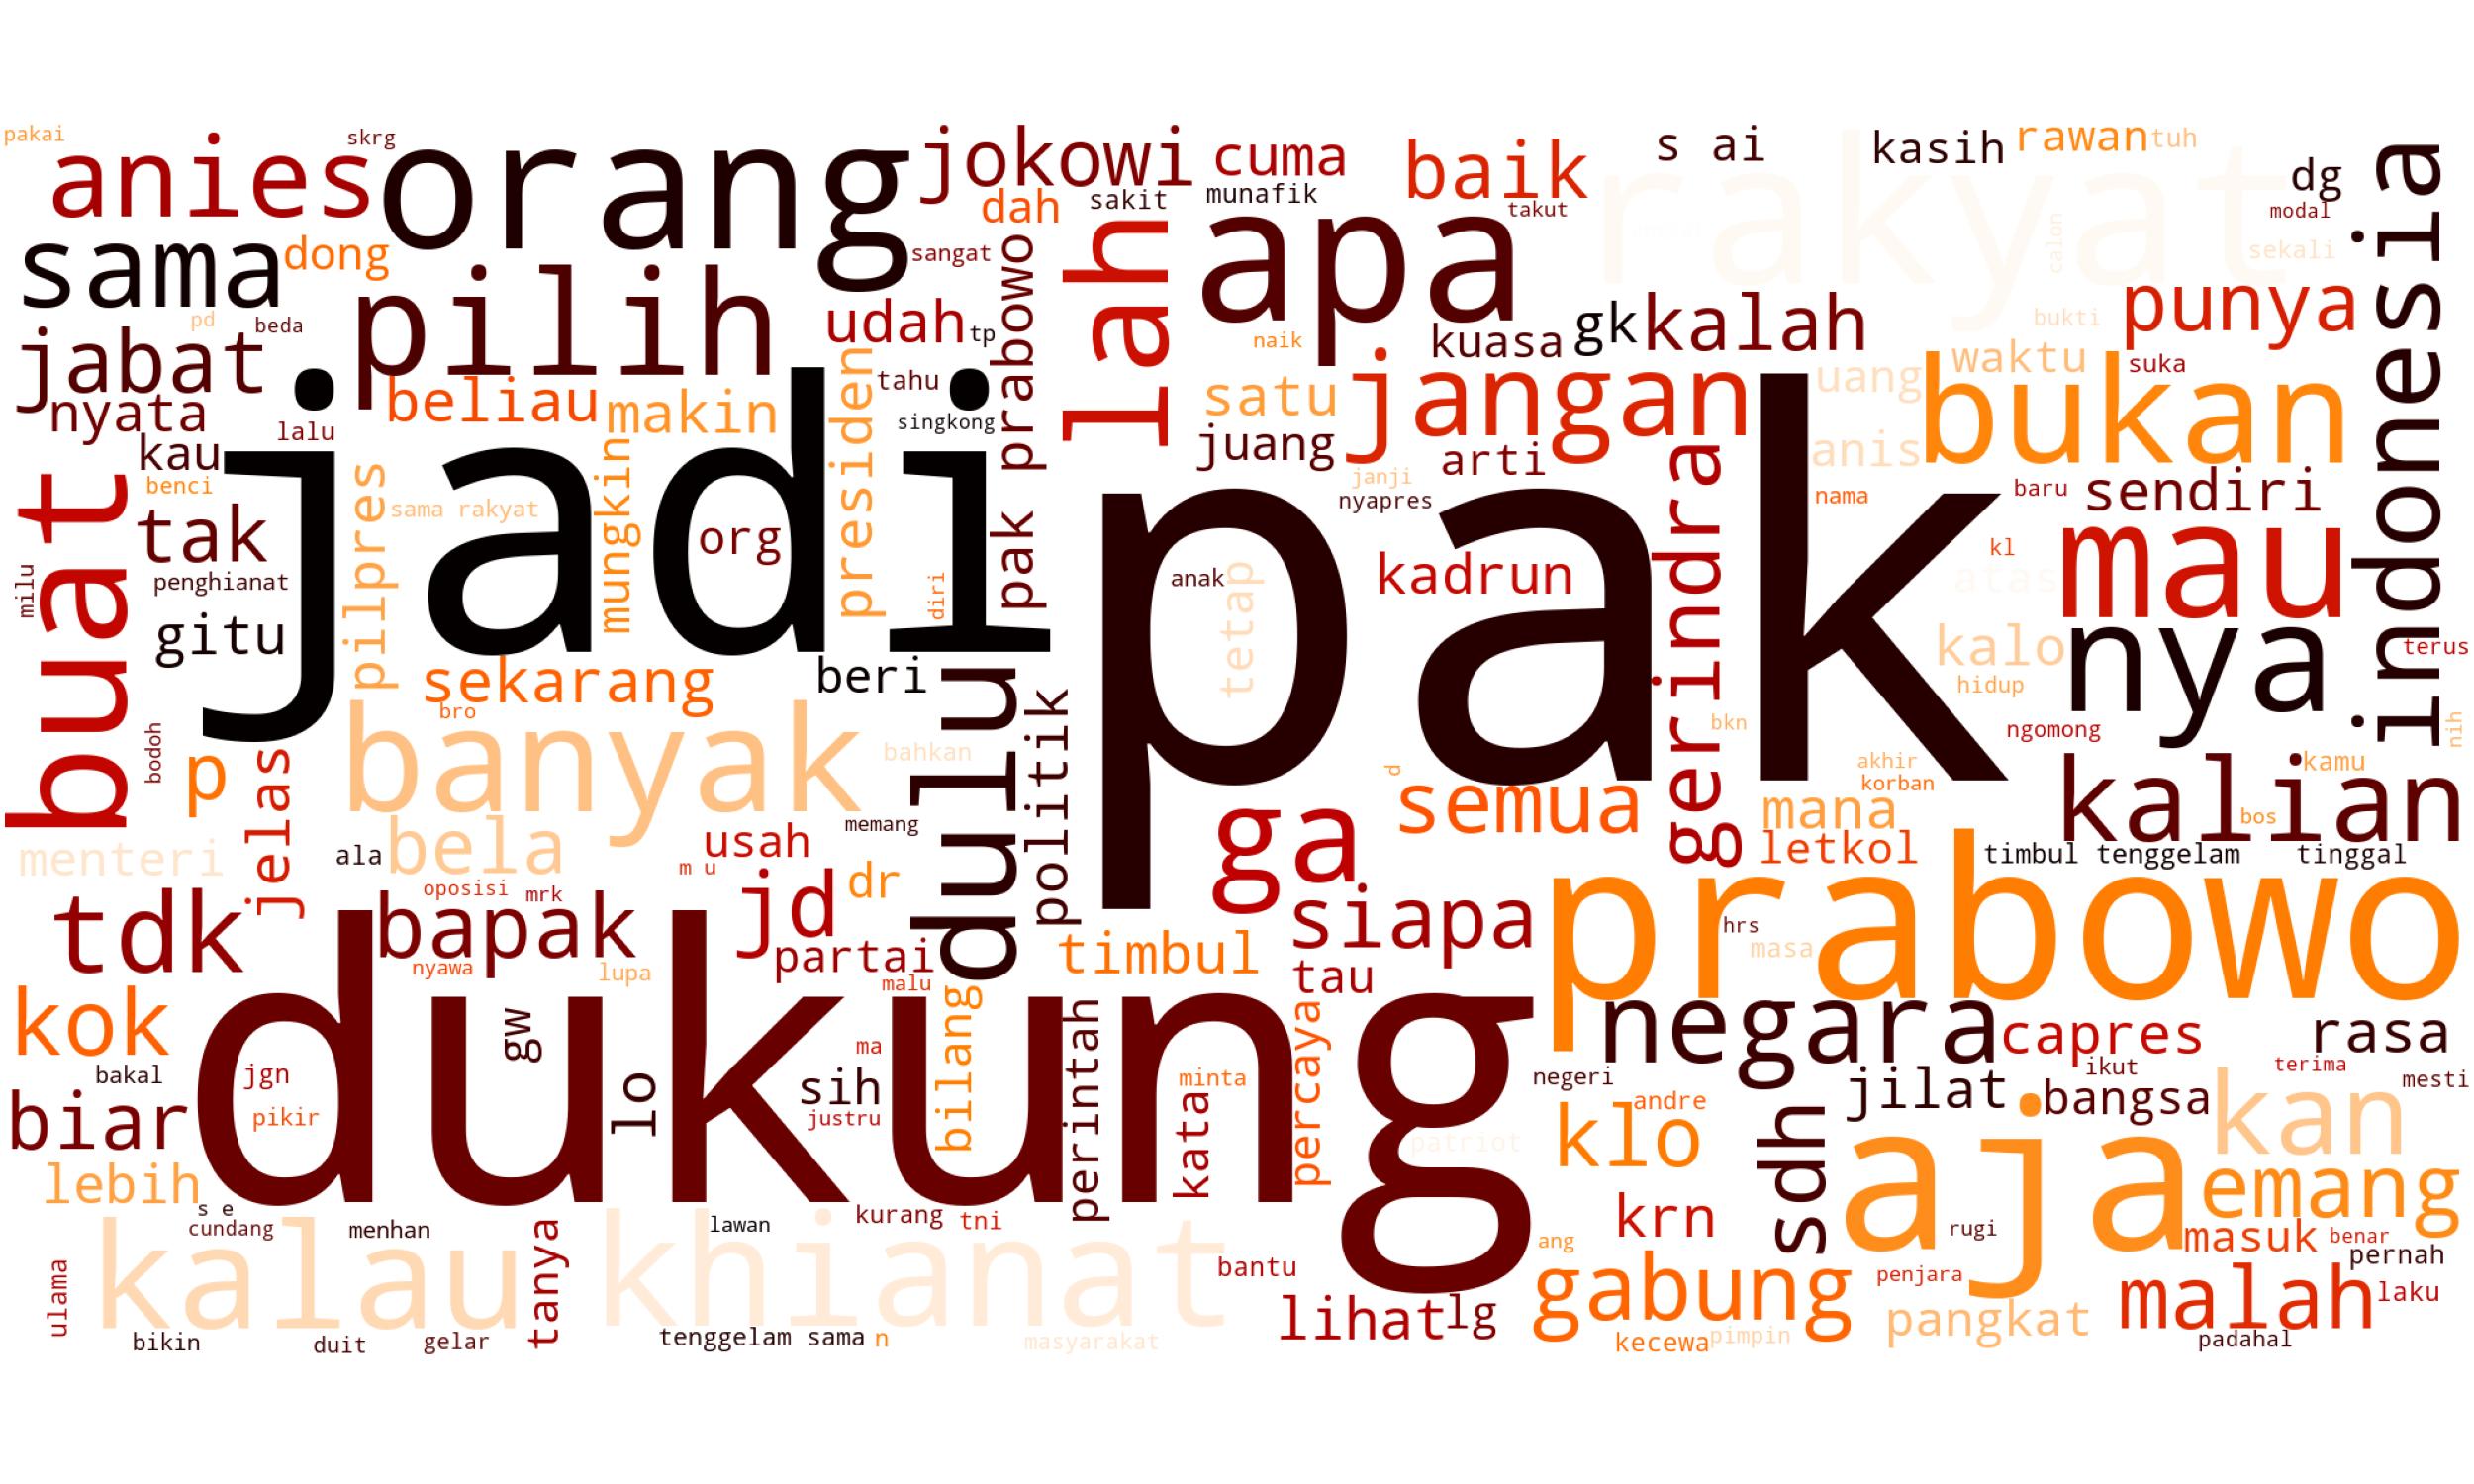 pakai
skrg
anies
orang
jokowi
cuma
baik
s ai
kasih
rawan
tuh
dg
modal
sakit
munafik
takut
rakyat
dah
sama
dong
sangat
pak prabowo
lah
apa
calon
sekali
indonesia
pilih
udah
tp
kuasa
gk
kalah
bukti
punya
pd
beda
jabat
naik
presiden
beliau
makin
tahu
satu
jangan
uang
waktu
suka
bukan
nyata
lalu
singkong
juang
arti
anis
kau
jadi
pak
benci
pilpres
sama rakyat
mungkin
janji
nyapres
gerindra
nama
baru
sendiri
buat
tak
org
kadrun
kl
atas
mau
milu
penghianat
diri
anak
tetap
gitu
kalo
nya
terus
sekarang
beri
dulu
politik
hidup
bro
bkn
ngomong
nih
bodoh
p
jelas
banyak
bahkan
d
semua
akhir
korban
mana
kamu
kalian
bos
menteri
ala
bela
usah
memang
ga
letkol
timbul tenggelam
tinggal
m u
oposisi
mrk
jd
dr
tdk
bapak
siapa
prabowo
hrs
masa
partai
timbul
nyawa
lupa
malu
tau
kok
dukung
gw
bilang
perintah
percaya
negara
capres
rasa
bakal
jgn
ma
minta
negeri
ikut
terima
mesti
biar
pikir
lo
sih
justru
kata
andre
klo
sdh
jilat
bangsa
kan
patriot
aja
lebih
emang
s e
cundang
menhan
lawan
kurang
tni
krn
rugi
masuk
benar
pernah
kalau
tanya
khianat
ang
bantu
gabung
penjara
malah
laku
ulama
lihat
lg
pangkat
bikin
duit
gelar
tenggelam sama
n
masyarakat
kecewa
pimpin
padahal